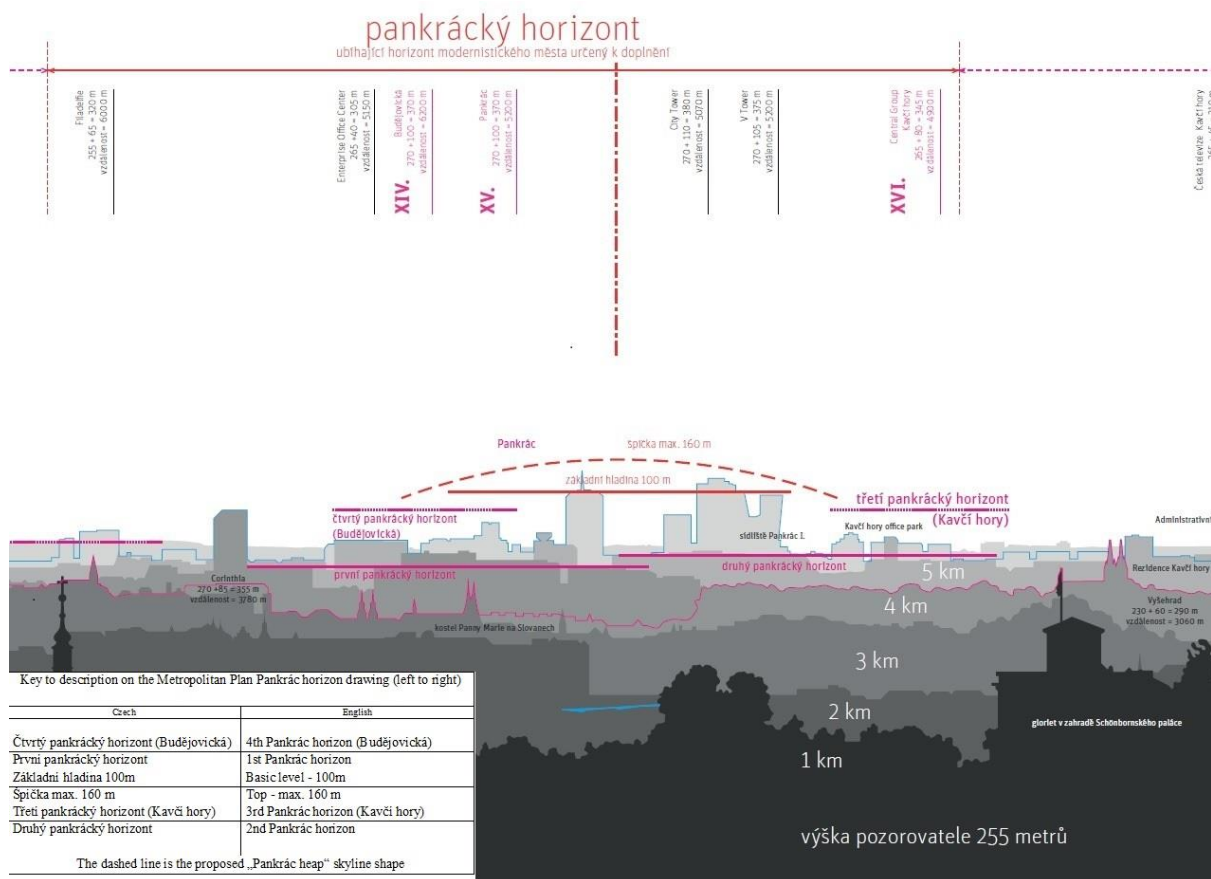 pankrácký horizont
ubíhající horizont modernistického města určený k doplnění
Filadelfie
255 + 65 = 320 m
vzdálenost = 6000 m
Enterprise Office Center
265 +40 = 305 m
vzdálenost = 5150 m
XIV.
Budějovická
270 +100 = 370 m
vzdálenost = 6200 m
XV.
Pankrác
270 +100 = 370 m
vzdálenost = 5200 m
City Tower
270 + 110 = 380 m
vzdálenost = 5070 m
V Tower
270 + 105 = 375 m
vzdálenost = 5200 m
XVI.
Central Group
Kavčí hory
265 + 80 = 345 m
vzdálenost = 4900 m
Česká televize Kavčí hory
Pankrác
špička max. 160 m
základní hladina 100 m
třetí pankrácký horizont
(Kavčí hory)
čtvrtý pankrácký horizont
(Budějovická)
sídliště Pankrác I.
Kavčí hory office park
Administrativní
první pankrácký horizont
druhý pankrácký horizont
Rezidence Kavčí hory
5 km
Corinthia
270 +85 = 355 m
vzdálenost = 3780 m
4 km
Vyšehrad
230 + 60 = 290 m
vzdálenost = 3060 m
kostel Panny Marie na Slovanech
3 km
2 km
glorlet v zahradě Schönbornského paláce
1 km
výška pozorovatele 255 metrů
Key to description on the Metropolitan Plan Pankrác horizon drawing (left to right)
Czech English
Čtvrtý pankrácký horizont (Budějovická) 4th Pankrác horizon (Budějovická)
První pankrácký horizont 1st Pankrác horizon
Základní hladina 100m Basic level - 100m
Špička max. 160 m Top - max. 160 m
Třetí pankrácký horizont (Kavčí hory) 3rd Pankrác horizon (Kavčí hory)
Druhý pankrácký horizont 2nd Pankrác horizon
The dashed line is the proposed „Pankrác heap“ skyline shape